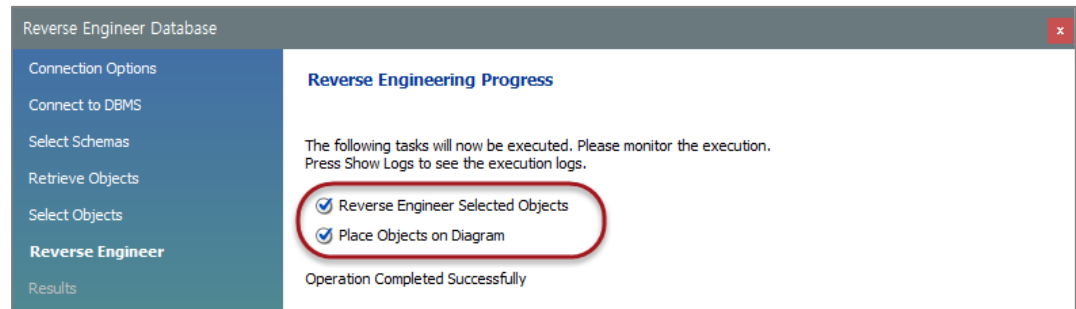 Reverse Engineer Database
x
Connection Options
Connect to DBMS
Select Schemas
Retrieve Objects
Select Objects
Reverse Engineer
Results
Reverse Engineering Progress
The following tasks will now be executed. Please monitor the execution.
Press Show Logs to see the execution logs.
Reverse Engineer Selected Objects
Place Objects on Diagram
Operation Completed Successfully